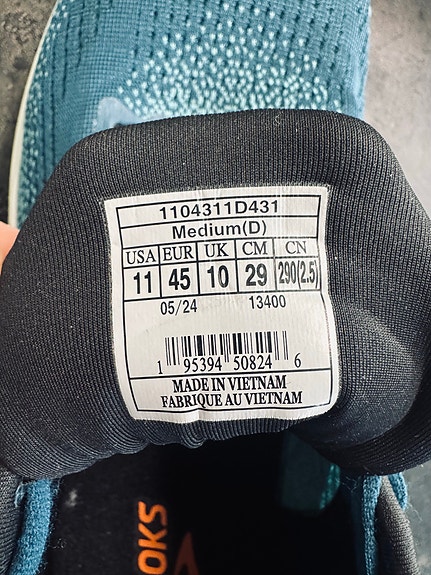 1104311D431
Medium(D)
USA EUR UK CM CN
11 45 10 29 290(2.5)
05/24 13400
1 95394 50824 6
MADE IN VIETNAM
FABRIQUE AU VIETNAM
OKS